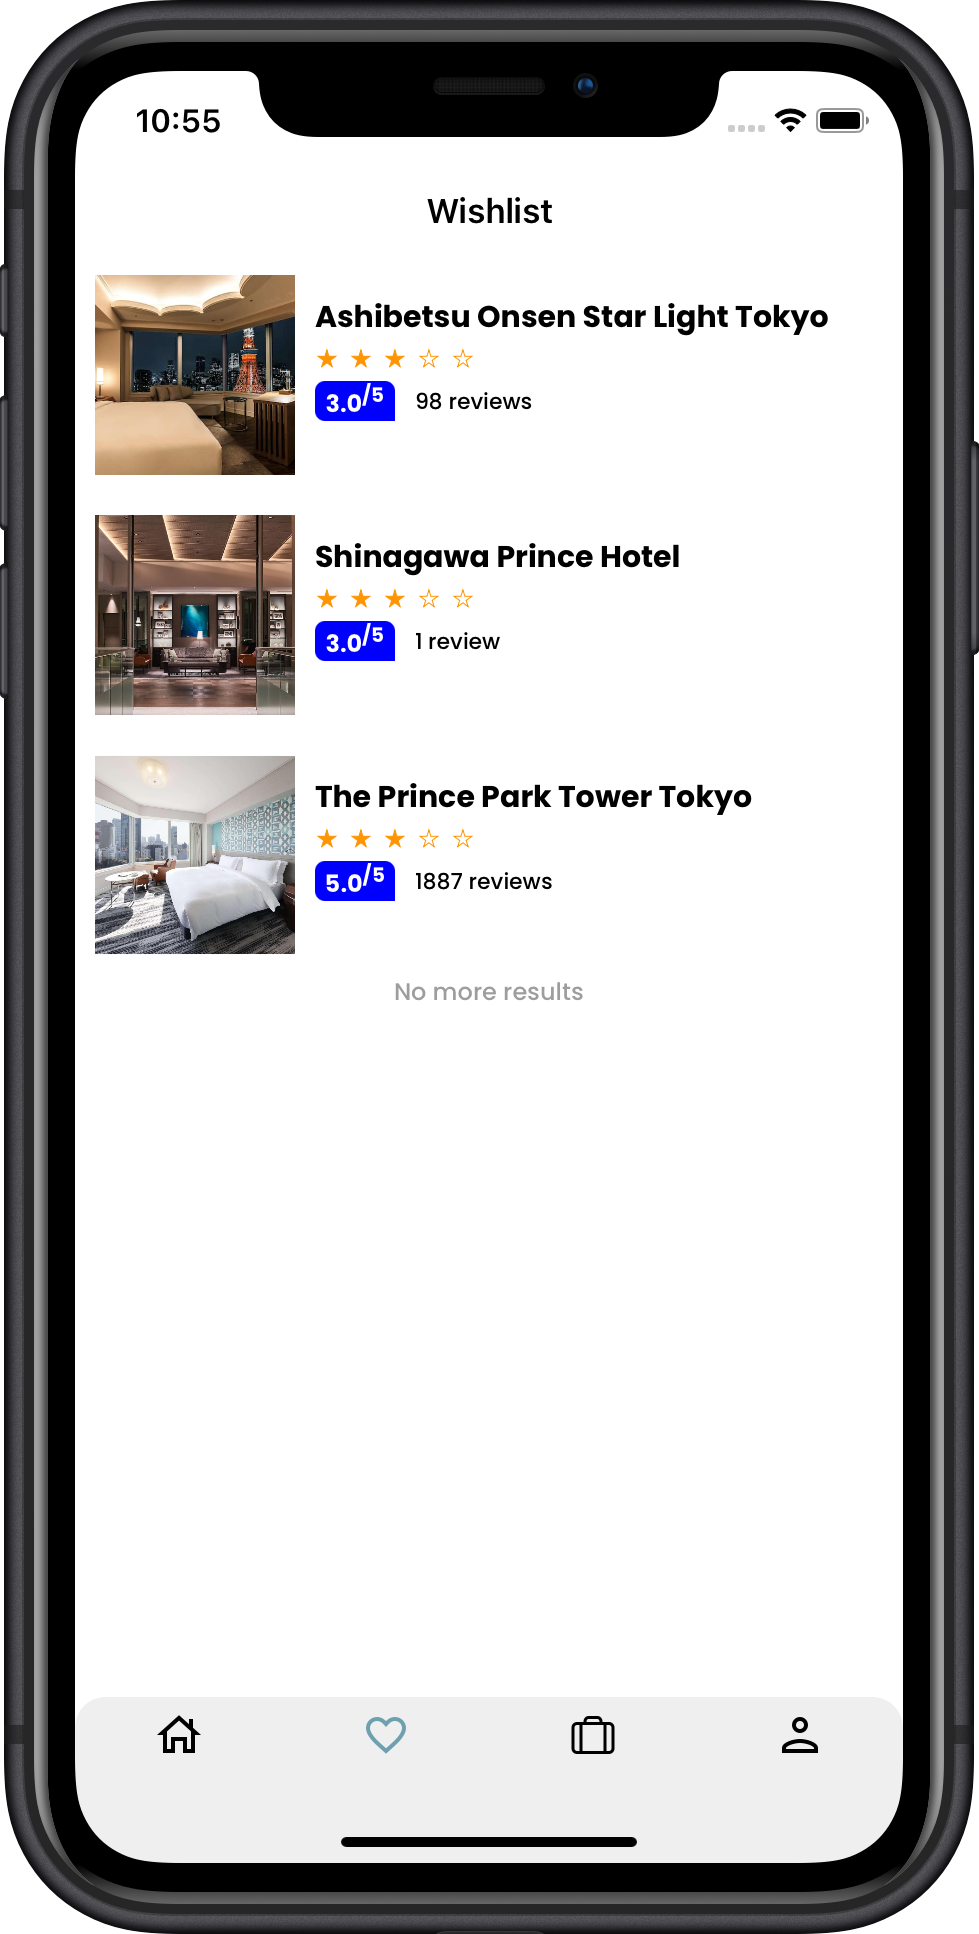 10:55
Wishlist
Ashibetsu Onsen Star Light Tokyo
★ ★ ★ ☆ ☆
3.0/5 98 reviews
Shinagawa Prince Hotel
★ ★ ★ ☆ ☆
3.0/5 1 review
The Prince Park Tower Tokyo
★ ★ ★ ☆ ☆
5.0/5 1887 reviews
No more results